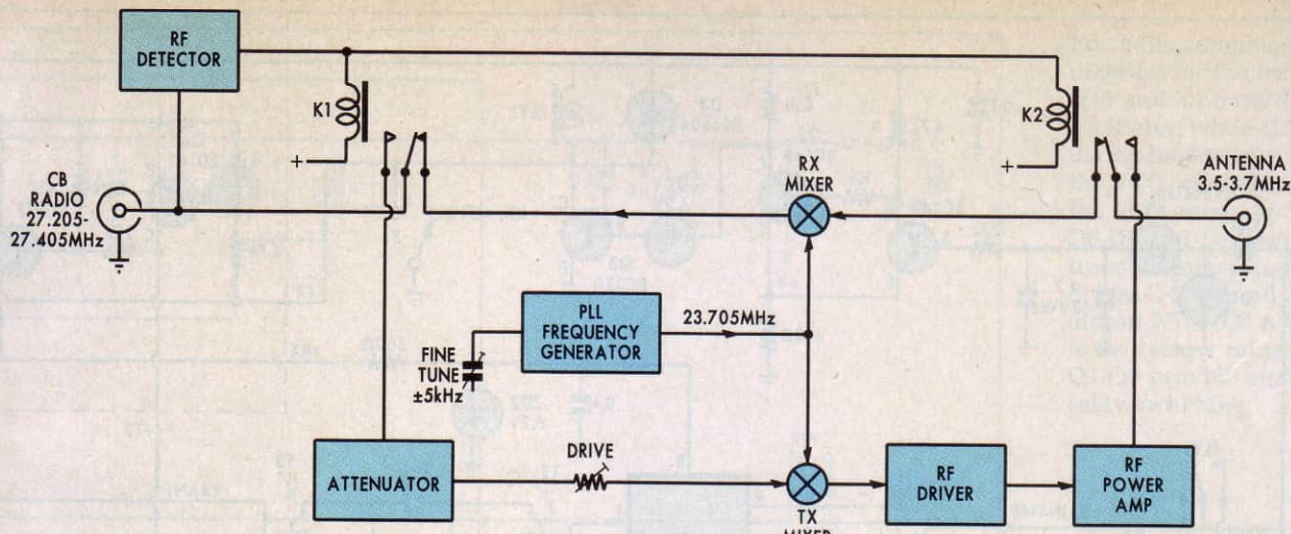 RF
DETECTOR
K1
+
K2
+
CB
RADIO
27.205-
27.405MHz
RX
MIXER
ANTENNA
3.5-3.7MHz
PLL
FREQUENCY
GENERATOR
23.705MHz
FINE
TUNE
±5kHz
ATTENUATOR
DRIVE
TX
MIXER
RF
DRIVER
RF
POWER
AMP